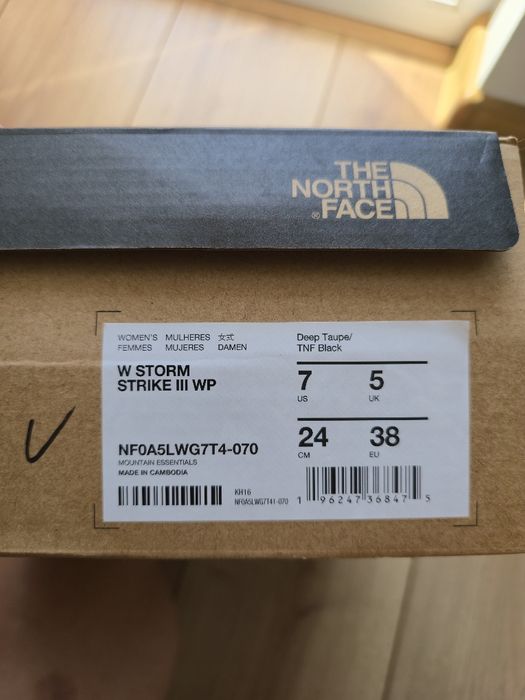 THE
NORTH
® FACE
WOMEN'S MULHERES 女式
FEMMES MUJERES DAMEN
Deep Taupe/
TNF Black
W STORM
STRIKE III WP
7 5
US UK
24 38
CM EU
NF0A5LWG7T4-070
MOUNTAIN ESSENTIALS
MADE IN CAMBODIA
KH16
NF0A5LWG7T41-070
1 96247 36847 5